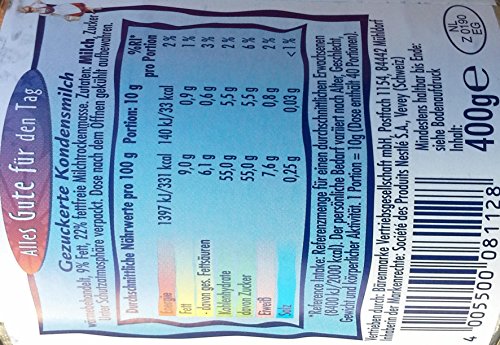 Alles Gute für den Tag
Gezuckerte Kondensmilch
wärmebehandelt, 9% Fett, 22% fettfreie Milchtrockenmasse. Zutaten: Milch, Zucker
Unter Schutzatmosphäre verpackt. Dose nach dem Öffnen gekühlt aufbewahren.
Durchschnittliche Nährwerte pro 100 g Portion: 10 g %RI* pro Portion
Energie 1397 kJ/331 kcal 140 kJ/33 kcal 2%
Fett 9,0 g 0,9 g 1%
- davon ges. Fettsäuren 6,1 g 0,6 g 3%
Kohlenhydrate 55,0 g 5,5 g 2%
davon Zucker 55,0 g 5,5 g 6%
Eiweiß 7,6 g 0,8 g 2%
Salz 0,25 g 0,03 g <1%
*Reference Intake: Referenzmenge für einen durchschnittlichen Erwachsenen
(8400 kJ/2000 kcal). Der persönliche Bedarf variiert nach Alter, Geschlecht,
Gewicht und körperlicher Aktivität. 1 Portion = 10g (Dose enthält 40 Portionen).
Vertrieben durch: Bärenmarke Vertriebsgesellschaft mbH, Postfach 1154, 84442 Mühldorf
Inhaberin der Markenrechte: Société des Produits Nestlé S.A., Vevey (Schweiz)
NL
Z 0190
EG
Mindestens haltbar bis Ende:
siehe Bodenaufdruck
Inhalt:
400g e
4 005500 081128